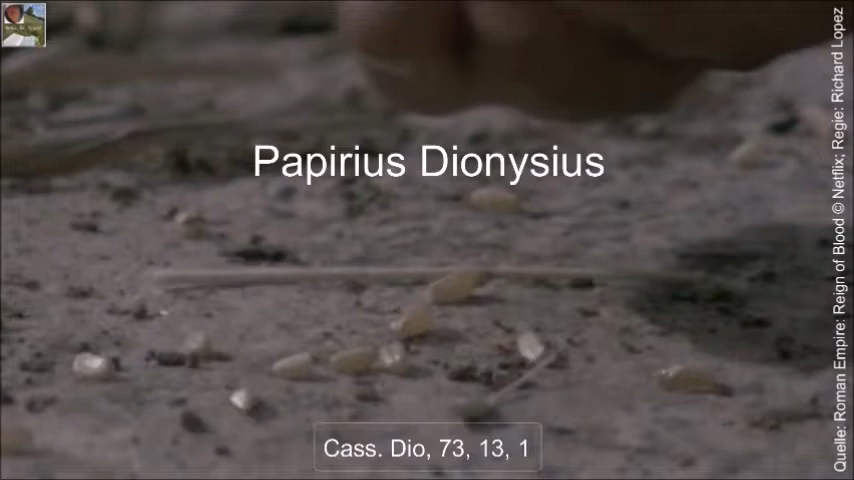 Papirius Dionysius
Cass. Dio, 73, 13, 1
Quelle: Roman Empire: Reign of Blood © Netflix; Regie: Richard Lopez